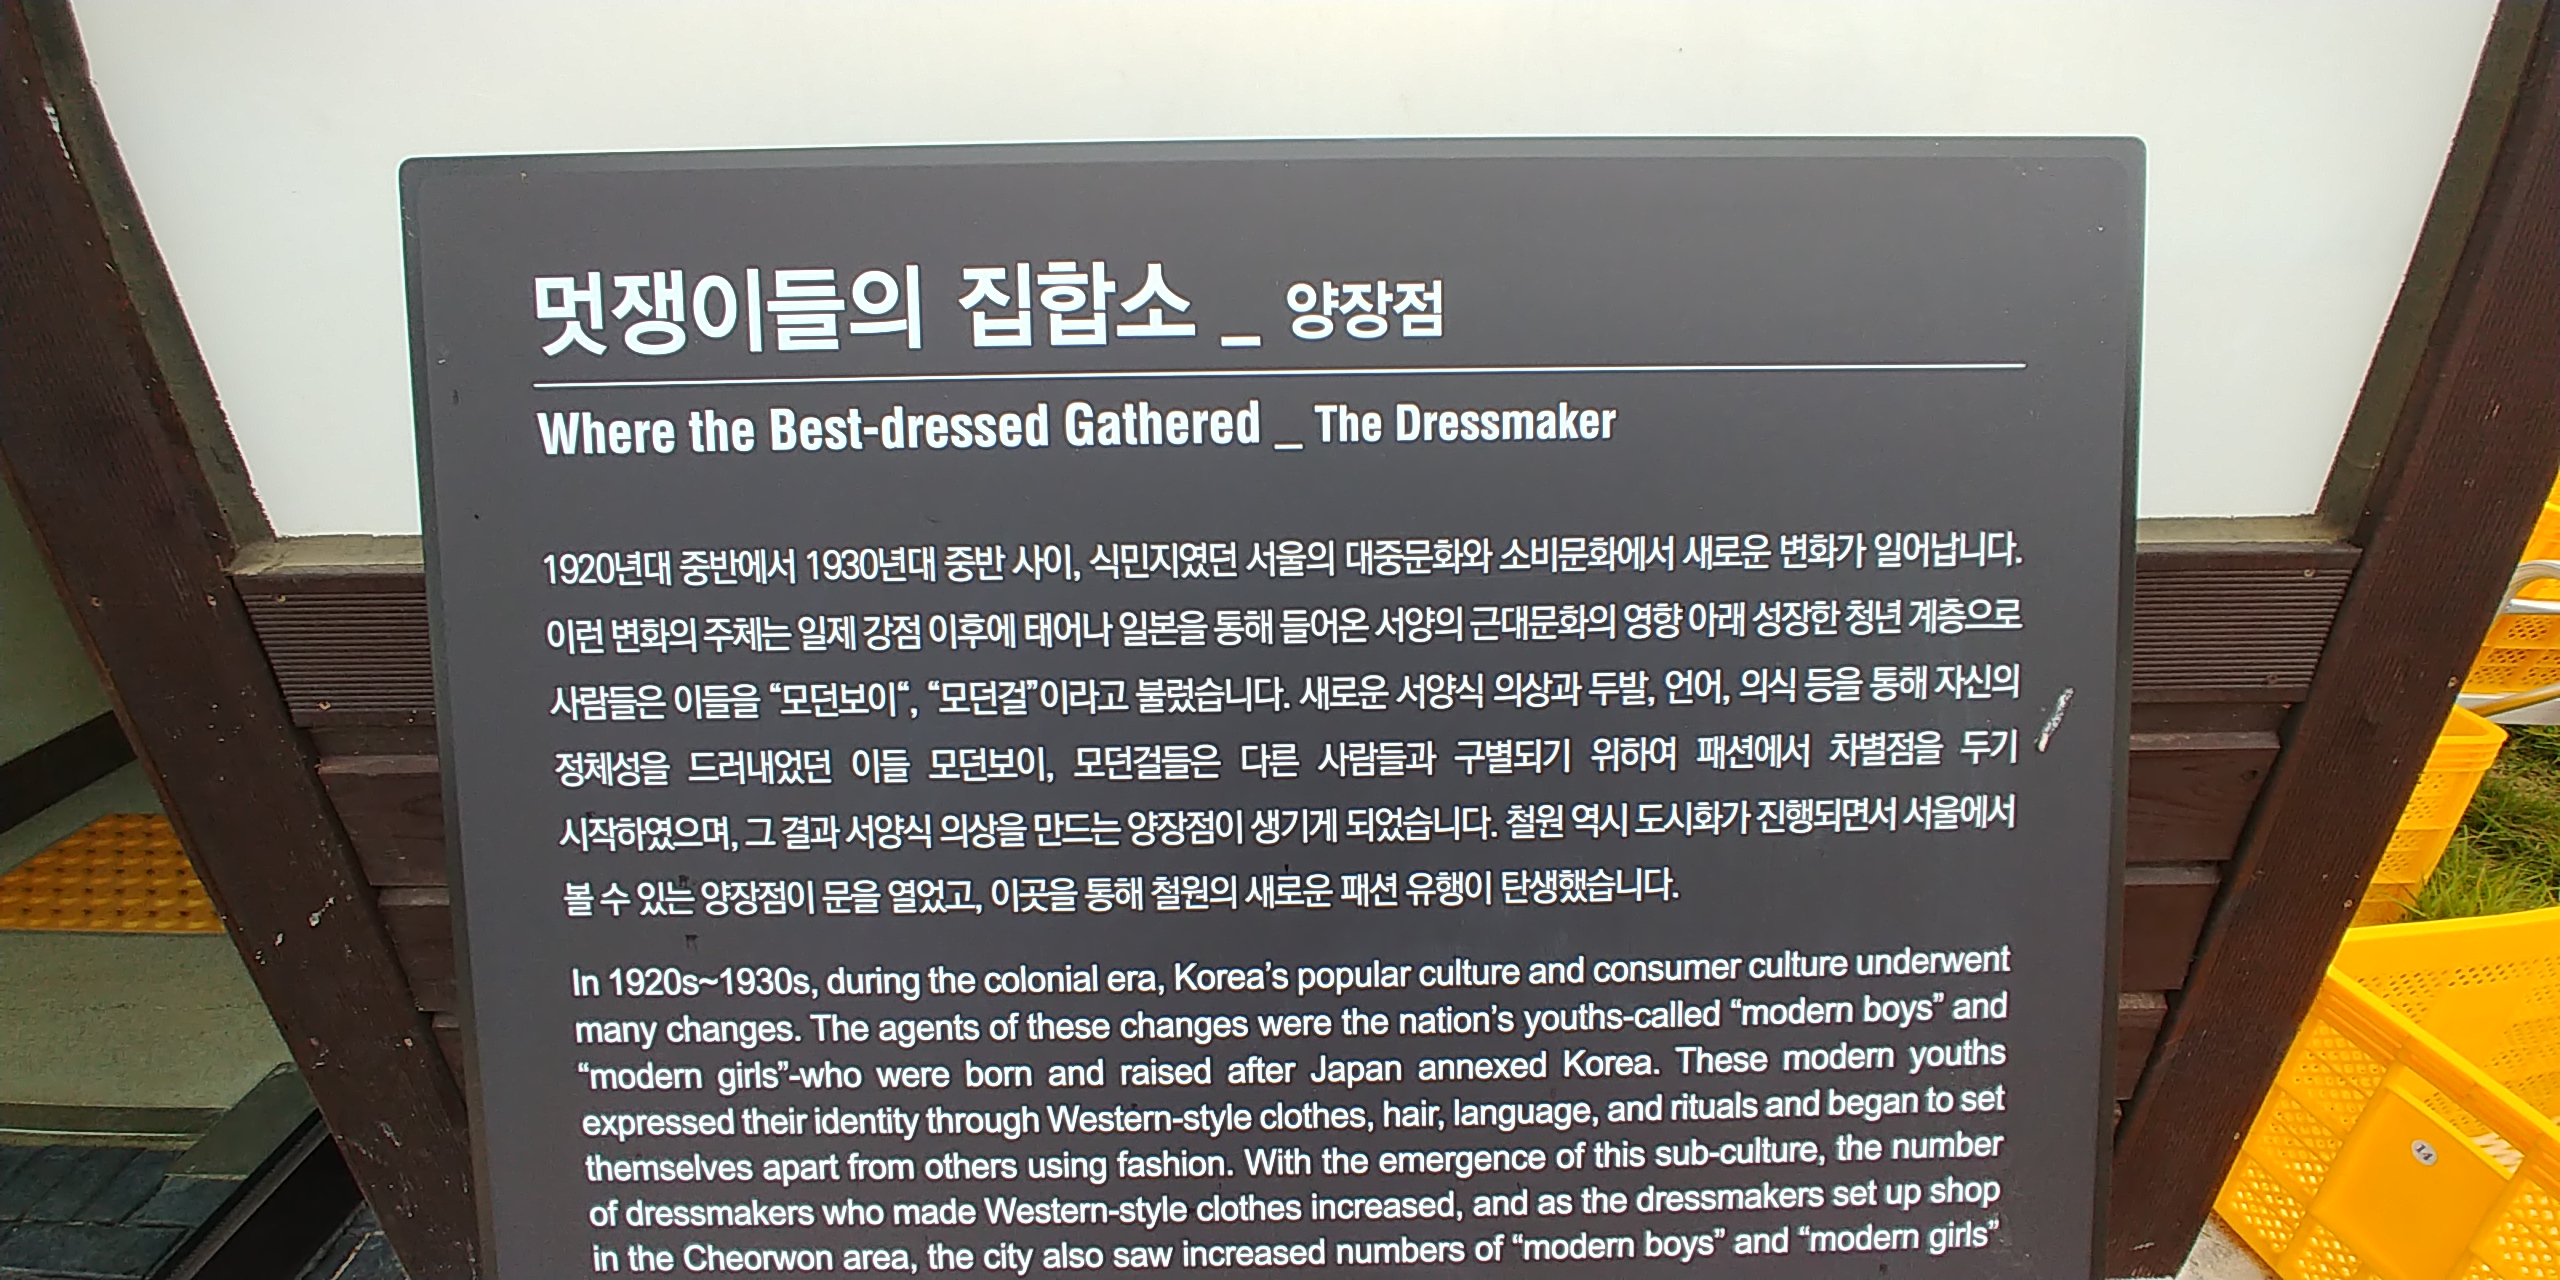 멋쟁이들의 집합소 _ 양장점
Where the Best-dressed Gathered _ The Dressmaker
1920년대 중반에서 1930년대 중반 사이, 식민지였던 서울의 대중문화와 소비문화에서 새로운 변화가 일어납니다.
이런 변화의 주체는 일제 강점 이후에 태어나 일본을 통해 들어온 서양의 근대문화의 영향 아래 성장한 청년 계층으로
사람들은 이들을 “모던보이“, “모던걸”이라고 불렀습니다. 새로운 서양식 의상과 두발, 언어, 의식 등을 통해 자신의
정체성을 드러내었던 이들 모던보이, 모던걸들은 다른 사람들과 구별되기 위하여 패션에서 차별점을 두기
시작하였으며, 그 결과 서양식 의상을 만드는 양장점이 생기게 되었습니다. 철원 역시 도시화가 진행되면서 서울에서
볼 수 있는 양장점이 문을 열었고, 이곳을 통해 철원의 새로운 패션 유행이 탄생했습니다.
In 1920s~1930s, during the colonial era, Korea’s popular culture and consumer culture underwent
many changes. The agents of these changes were the nation’s youths-called “modern boys” and
“modern girls”-who were born and raised after Japan annexed Korea. These modern youths
expressed their identity through Western-style clothes, hair, language, and rituals and began to set
themselves apart from others using fashion. With the emergence of this sub-culture, the number
of dressmakers who made Western-style clothes increased, and as the dressmakers set up shop
in the Cheorwon area, the city also saw increased numbers of “modern boys” and “modern girls”
14